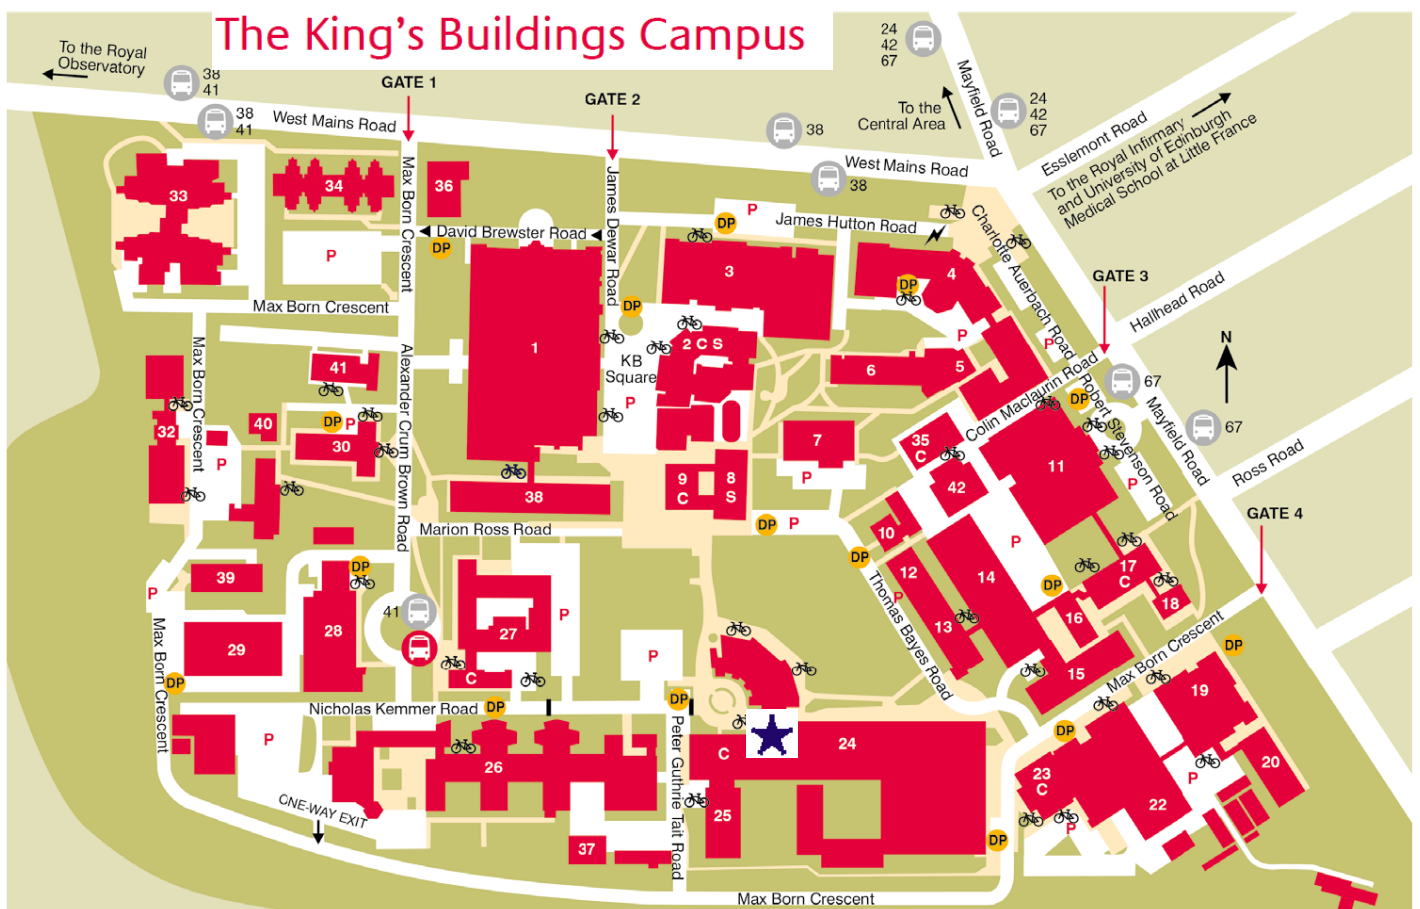 The King's Buildings Campus
To the Royal
Observatory
38
41
38
41
GATE 1
GATE 2
West Mains Road
38
38
West Mains Road
24
42
67
To the
Central Area
Mayfield Road
24
42
67
Esslemont Road
To the Royal Infirmary
and University of Edinburgh
Medical School at Little France
33
34
36
P
Max Born Crescent
David Brewster Road
DP
James Dewar Road
DP
P
James Hutton Road
Charlotte Auerbach Road
GATE 3
Hallhead Road
Max Born Crescent
Max Born Crescent
1
3
DP
4
DP
P
P
N
KB
Square
P
2 C S
6
5
Colin Maclaurin Road
DP
Robert Stevenson Road
67
Mayfield Road
67
Ross Road
41
Alexander Crum Brown Road
32
40
DP
P
30
P
7
P
35
C
42
11
P
38
9
C
8
S
Marion Ross Road
DP
P
10
DP
P
GATE 4
39
P
DP
12
P
13
14
DP
17
C
18
16
15
Thomas Bayes Road
Max Born Crescent
DP
41
28
29
27
C
P
P
Max Born Crescent
DP
Nicholas Kemmer Road
DP
DP
Peter Guthrie Tait Road
P
26
C
24
25
37
ONE-WAY EXIT
DP
19
20
P
DP
23
C
22
P
Max Born Crescent